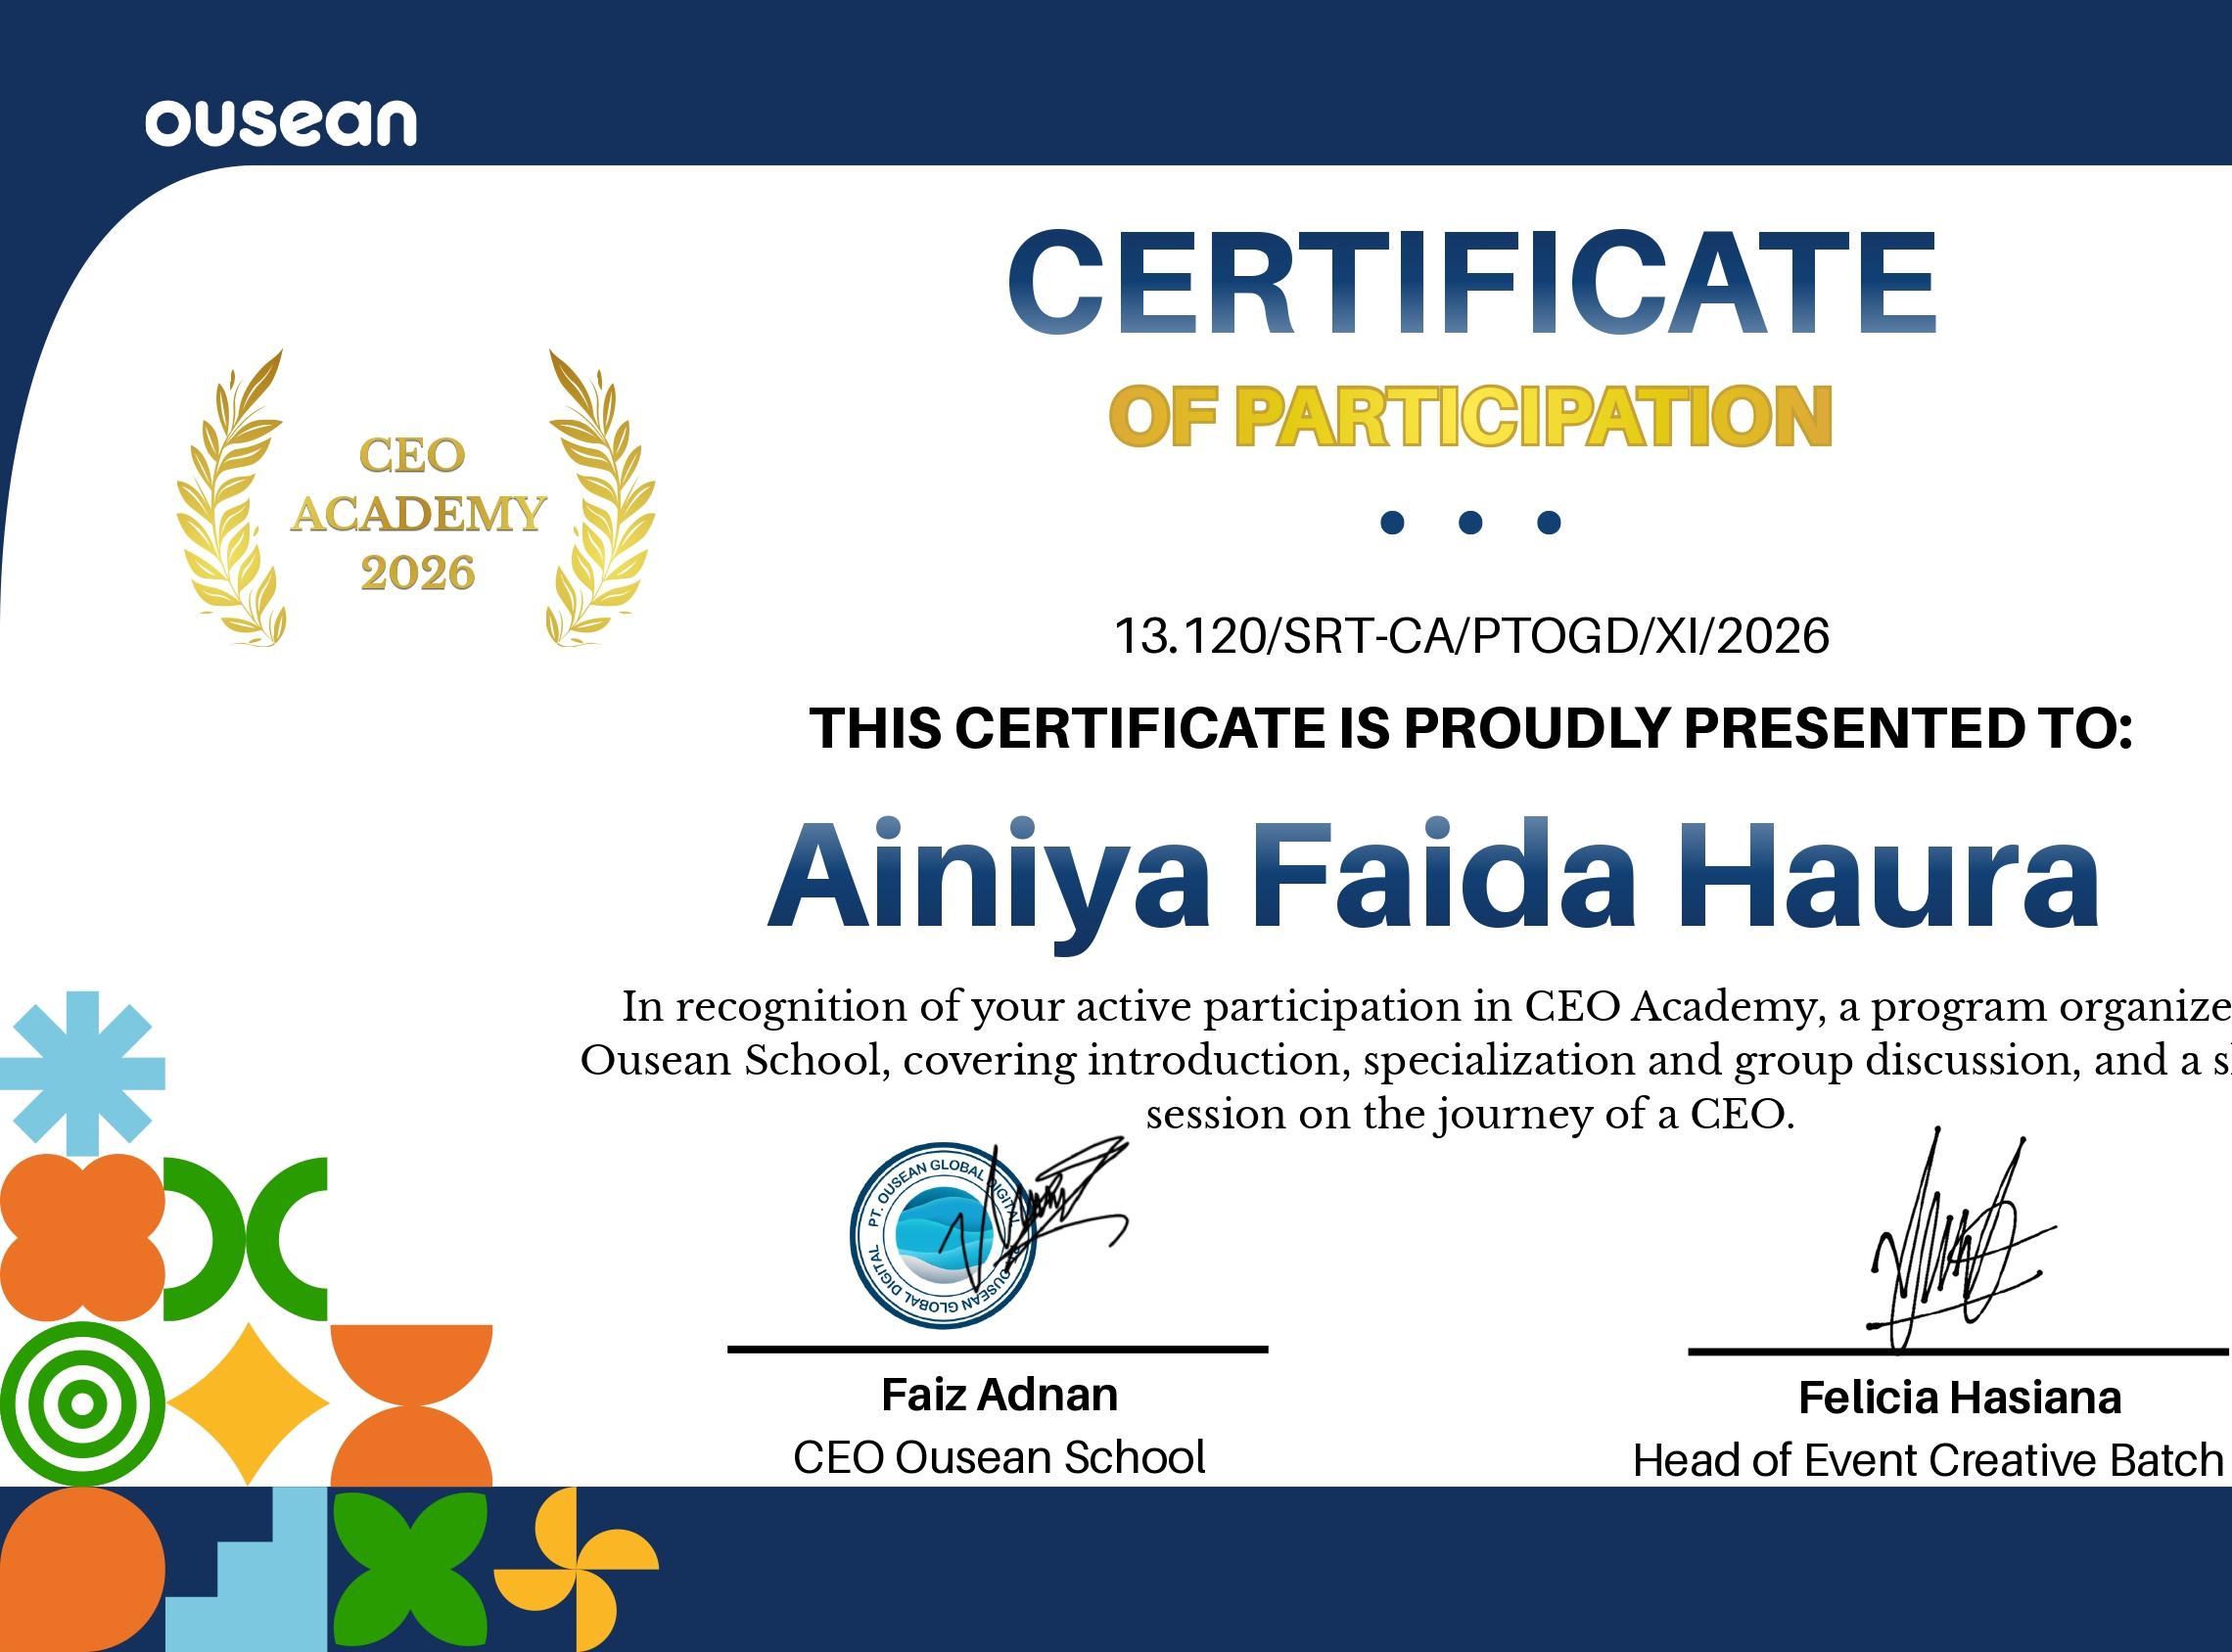 ousean
CERTIFICATE
OF PARTICIPATION
CEO
ACADEMY
2026
13.120/SRT-CA/PTOGD/XI/2026
THIS CERTIFICATE IS PROUDLY PRESENTED TO:
Ainiya Faida Haura
In recognition of your active participation in CEO Academy, a program organize
Ousean School, covering introduction, specialization and group discussion, and a
session on the journey of a CEO.
PT. OUSEAN GLOBAL DIGITAL
OUSEAN GLOBAL DIGITAL
Faiz Adnan
CEO Ousean School
Felicia Hasiana
Head of Event Creative Batch